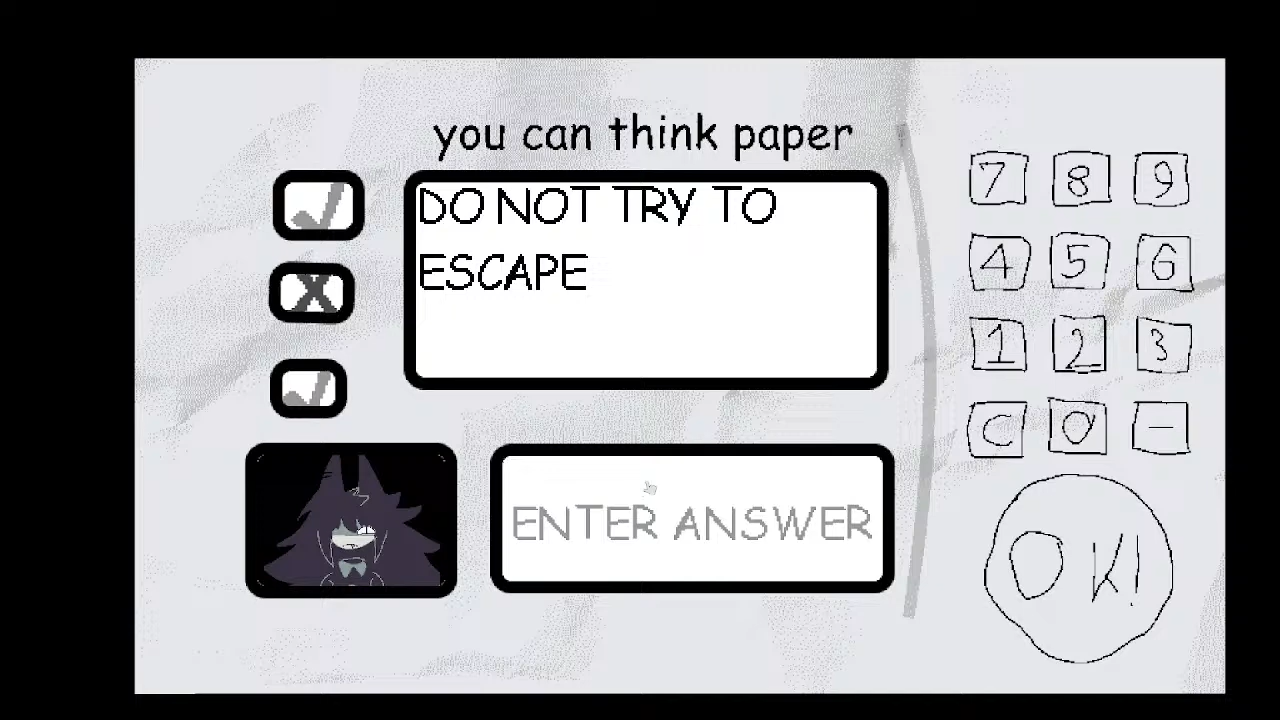 you can think paper
DO NOT TRY TO
ESCAPE
ENTER ANSWER
7 8 9
4 5 6
1 2 3
C 0 -
OK!